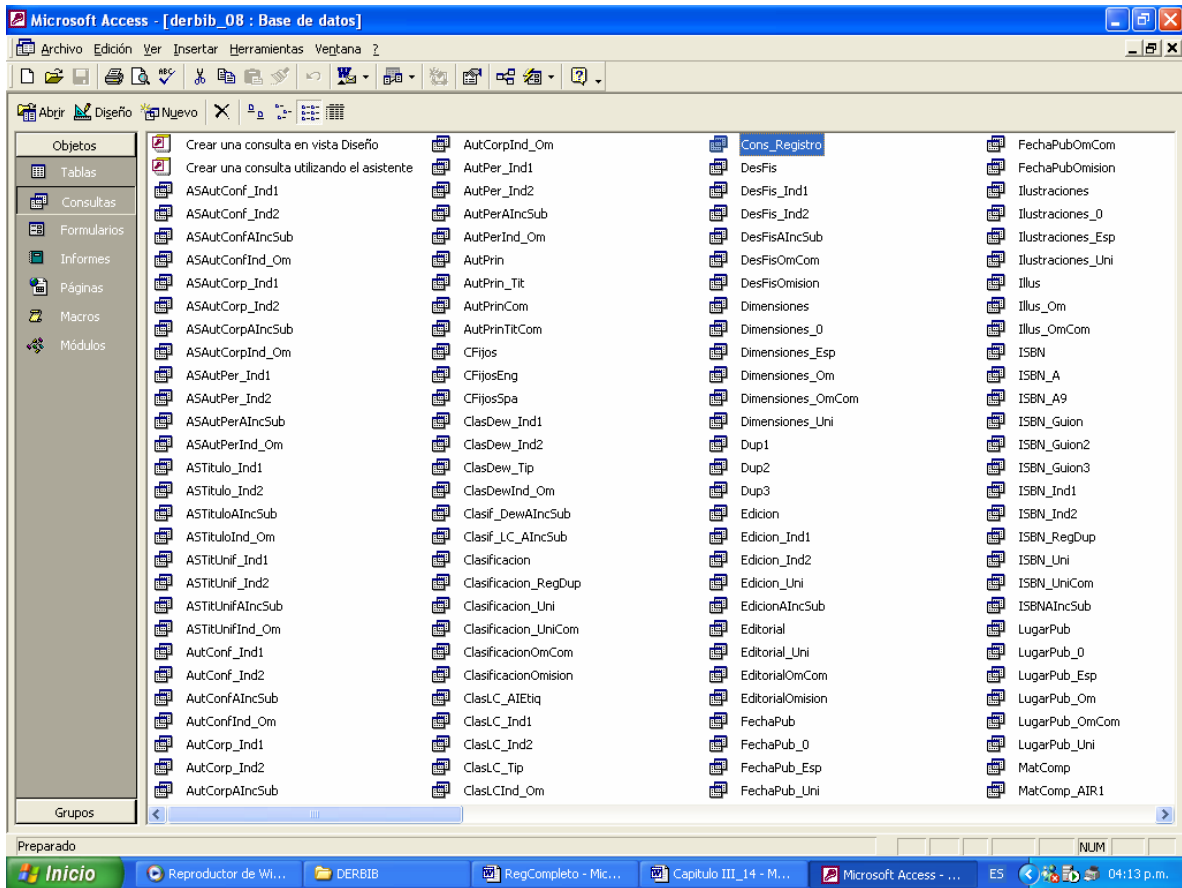 Microsoft Access - [derbib_08 : Base de datos]
Archivo Edición Ver Insertar Herramientas Ventana ?
Abrir Diseño Nuevo
Objetos
Tablas
Consultas
Formularios
Informes
Páginas
Macros
Módulos
Grupos
Crear una consulta en vista Diseño
Crear una consulta utilizando el asistente
ASAutConf_Ind1
ASAutConf_Ind2
ASAutConfAIncSub
ASAutConfInd_Om
ASAutCorp_Ind1
ASAutCorp_Ind2
ASAutCorpAIncSub
ASAutCorpInd_Om
ASAutPer_Ind1
ASAutPer_Ind2
ASAutPerAIncSub
ASAutPerInd_Om
ASTitulo_Ind1
ASTitulo_Ind2
ASTituloAIncSub
ASTituloInd_Om
ASTitUnif_Ind1
ASTitUnif_Ind2
ASTitUnifAIncSub
ASTitUnifInd_Om
AutConf_Ind1
AutConf_Ind2
AutConfAIncSub
AutConfInd_Om
AutCorp_Ind1
AutCorp_Ind2
AutCorpAIncSub
AutCorpInd_Om
AutPer_Ind1
AutPer_Ind2
AutPerAIncSub
AutPerInd_Om
AutPrin
AutPrin_Tit
AutPrinCom
AutPrinTitCom
CFijos
CFijosEng
CFijosSpa
ClasDew_Ind1
ClasDew_Ind2
ClasDew_Tip
ClasDewInd_Om
Clasif_DewAIncSub
Clasif_LC_AIncSub
Clasificacion
Clasificacion_RegDup
Clasificacion_Uni
Clasificacion_UniCom
ClasificacionOmCom
ClasificacionOmision
ClasLC_AIEtiq
ClasLC_Ind1
ClasLC_Ind2
ClasLC_Tip
ClasLCInd_Om
Cons_Registro
DesFis
DesFis_Ind1
DesFis_Ind2
DesFisAIncSub
DesFisOmCom
DesFisOmision
Dimensiones
Dimensiones_0
Dimensiones_Esp
Dimensiones_Om
Dimensiones_OmCom
Dimensiones_Uni
Dup1
Dup2
Dup3
Edicion
Edicion_Ind1
Edicion_Ind2
Edicion_Uni
EdicionAIncSub
Editorial
Editorial_Uni
EditorialOmCom
EditorialOmision
FechaPub
FechaPub_0
FechaPub_Esp
FechaPub_Uni
FechaPubOmCom
FechaPubOmision
Ilustraciones
Ilustraciones_0
Ilustraciones_Esp
Ilustraciones_Uni
Illus
Illus_Om
Illus_OmCom
ISBN
ISBN_A
ISBN_A9
ISBN_Guion
ISBN_Guion2
ISBN_Guion3
ISBN_Ind1
ISBN_Ind2
ISBN_RegDup
ISBN_Uni
ISBN_UniCom
ISBNAIncSub
LugarPub
LugarPub_0
LugarPub_Esp
LugarPub_Om
LugarPub_OmCom
LugarPub_Uni
MatComp
MatComp_AIR1
Preparado NUM
Inicio Reproductor de Wi... DERBIB RegCompleto - Mic... Capitulo III_14 - M... Microsoft Access - ... ES 04:13 p.m.